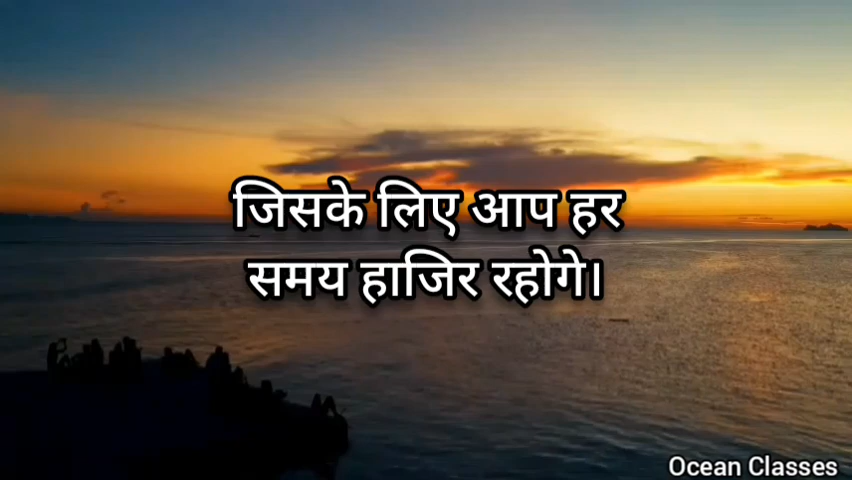 जिसके लिए आप हर
समय हाजिर रहोगे।
Ocean Classes